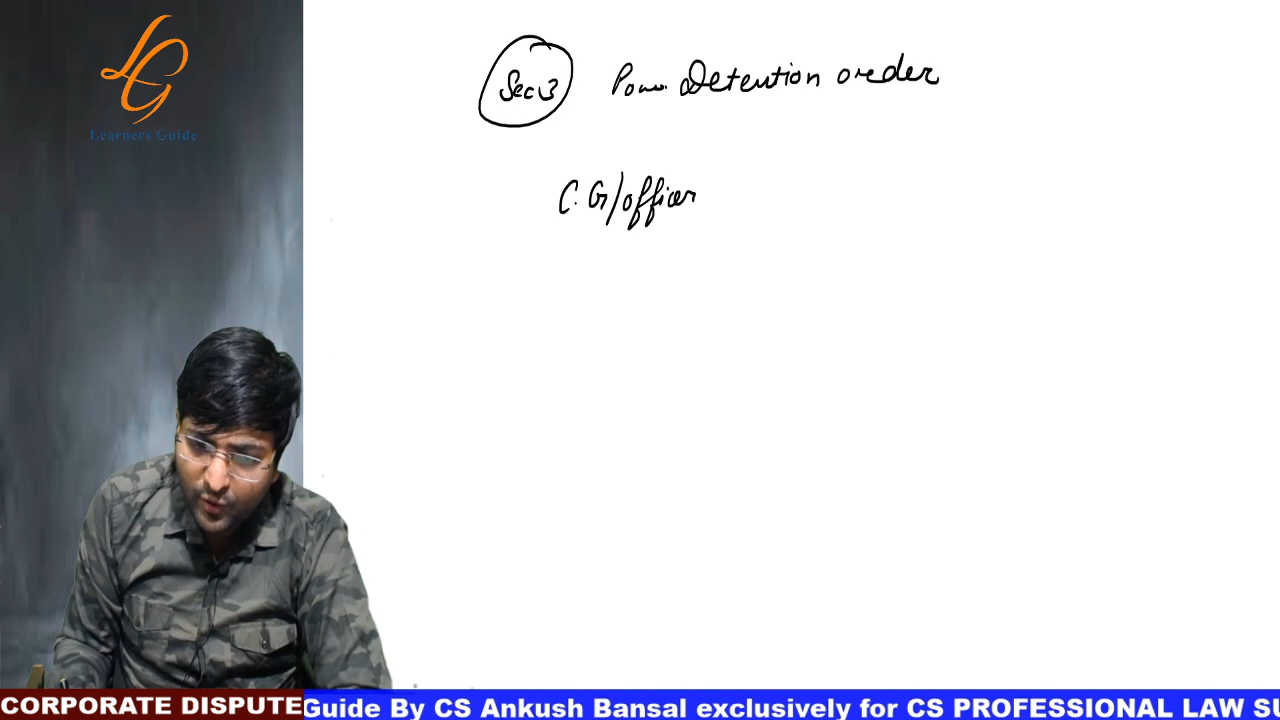 LG
Learners Guide
Sec 3 Power Detention order
C.G/officer
CORPORATE DISPUTE
Guide By CS Ankush Bansal exclusively for CS PROFESSIONAL LAW SU